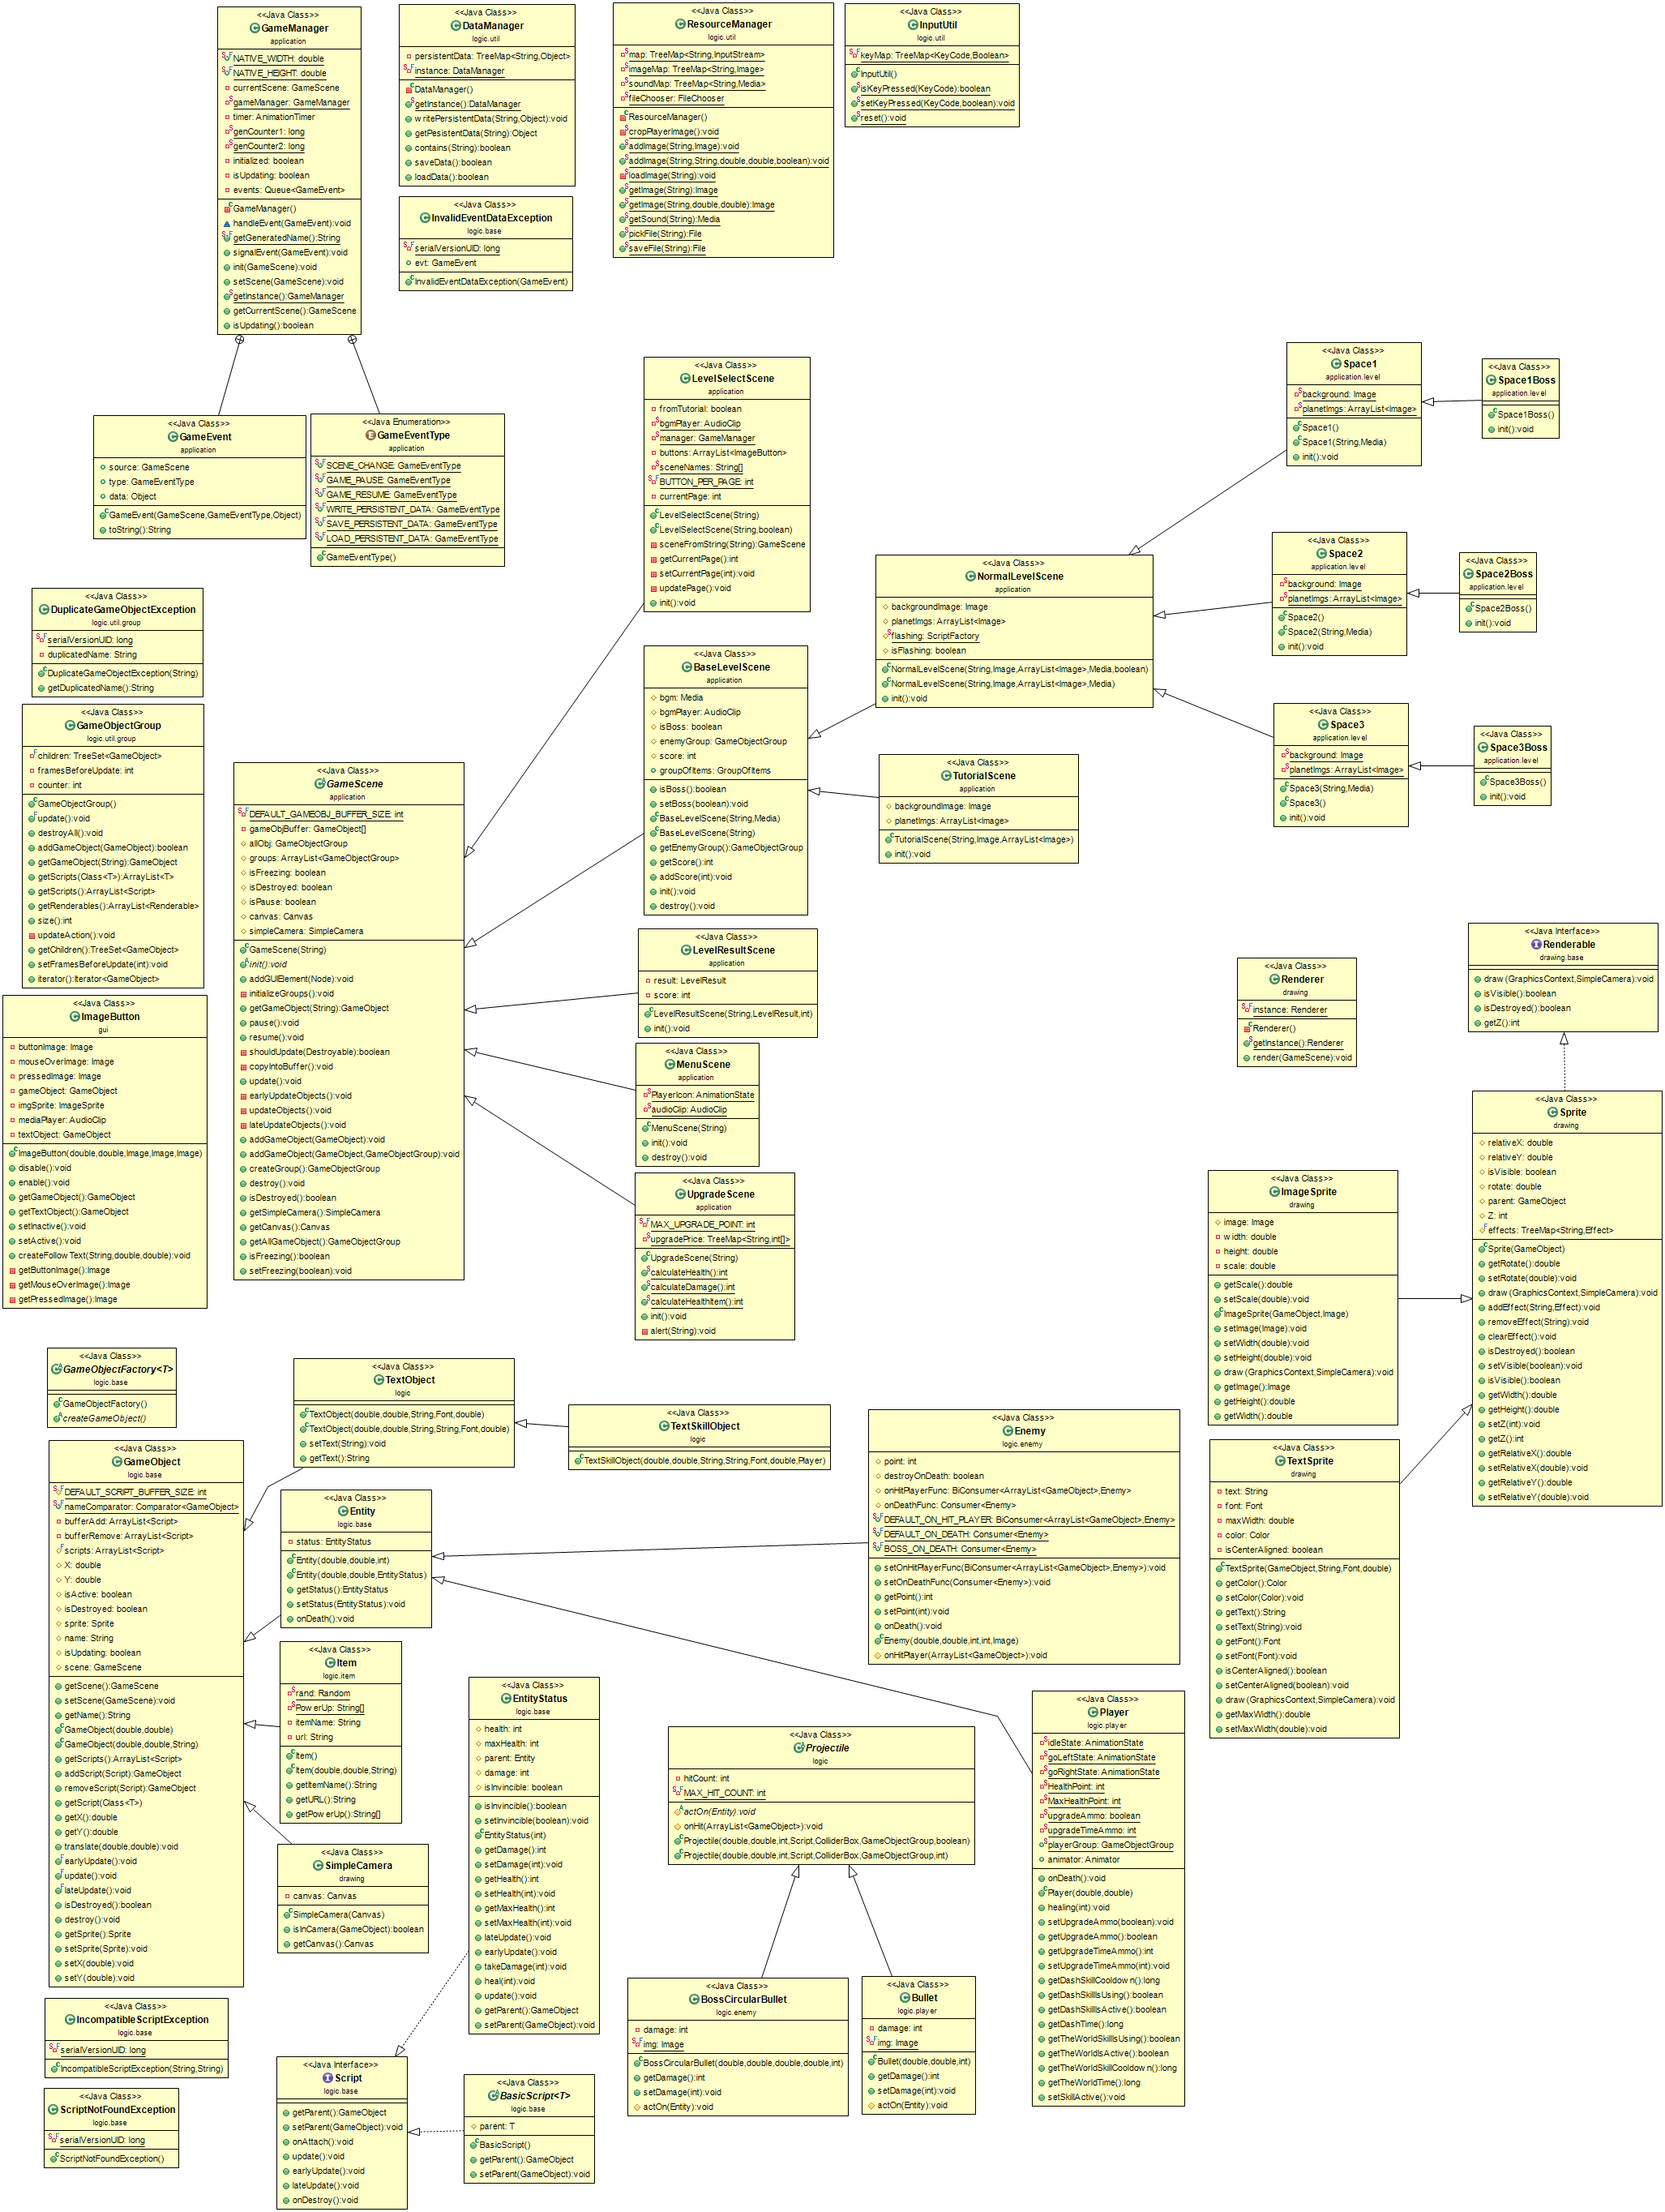 <<Java Class>>
GameManager
application
NATIVE_WIDTH: double
NATIVE_HEIGHT: double
currentScene: GameScene
gameManager: GameManager
timer: AnimationTimer
genCounter1: long
genCounter2: long
initialized: boolean
isUpdating: boolean
events: Queue<GameEvent>
GameManager()
handleEvent(GameEvent):void
getGeneratedName():String
signalEvent(GameEvent):void
init(GameScene):void
setScene(GameScene):void
getInstance():GameManager
getCurrentScene():GameScene
isUpdating():boolean
<<Java Class>>
DataManager
logic.util
persistentData: TreeMap<String,Object>
instance: DataManager
DataManager()
getInstance():DataManager
writePersistentData(String,Object):void
getPesistentData(String):Object
contains(String):boolean
saveData():boolean
loadData():boolean
<<Java Class>>
InvalidEventDataException
logic.base
serialVersionUID: long
evt: GameEvent
InvalidEventDataException(GameEvent)
<<Java Class>>
ResourceManager
logic.util
map: TreeMap<String,InputStream>
imageMap: TreeMap<String,Image>
soundMap: TreeMap<String,Media>
fileChooser: FileChooser
ResourceManager()
cropPlayerImage():void
addImage(String,Image):void
addImage(String,String,double,double,boolean):void
loadImage(String):void
getImage(String):Image
getImage(String,double,double):Image
getSound(String):Media
pickFile(String):File
saveFile(String):File
<<Java Class>>
InputUtil
logic.util
keyMap: TreeMap<KeyCode,Boolean>
InputUtil()
isKeyPressed(KeyCode):boolean
setKeyPressed(KeyCode,boolean):void
reset():void
<<Java Class>>
GameEvent
application
source: GameScene
type: GameEventType
data: Object
GameEvent(GameScene,GameEventType,Object)
toString():String
<<Java Enumeration>>
GameEventType
application
SCENE_CHANGE: GameEventType
GAME_PAUSE: GameEventType
GAME_RESUME: GameEventType
WRITE_PERSISTENT_DATA: GameEventType
SAVE_PERSISTENT_DATA: GameEventType
LOAD_PERSISTENT_DATA: GameEventType
GameEventType()
<<Java Class>>
LevelSelectScene
application
fromTutorial: boolean
bgmPlayer: AudioClip
manager: GameManager
buttons: ArrayList<ImageButton>
sceneNames: String[]
BUTTON_PER_PAGE: int
currentPage: int
LevelSelectScene(String)
LevelSelectScene(String,boolean)
sceneFromString(String):GameScene
getCurrentPage():int
setCurrentPage(int):void
updatePage():void
init():void
<<Java Class>>
Space1
application.level
background: Image
planetImgs: ArrayList<Image>
Space1()
Space1(String,Media)
init():void
<<Java Class>>
Space1Boss
application.level
Space1Boss()
init():void
<<Java Class>>
Space2
application.level
background: Image
planetImgs: ArrayList<Image>
Space2()
Space2(String,Media)
init():void
<<Java Class>>
Space2Boss
application.level
Space2Boss()
init():void
<<Java Class>>
NormalLevelScene
application
backgroundImage: Image
planetImgs: ArrayList<Image>
flashing: ScriptFactory
isFlashing: boolean
NormalLevelScene(String,Image,ArrayList<Image>,Media,boolean)
NormalLevelScene(String,Image,ArrayList<Image>,Media)
init():void
<<Java Class>>
Space3
application.level
background: Image
planetImgs: ArrayList<Image>
Space3(String,Media)
Space3()
init():void
<<Java Class>>
Space3Boss
application.level
Space3Boss()
init():void
<<Java Class>>
DuplicateGameObjectException
logic.util.group
serialVersionUID: long
duplicatedName: String
DuplicateGameObjectException(String)
getDuplicatedName():String
<<Java Class>>
GameObjectGroup
logic.util.group
children: TreeSet<GameObject>
framesBeforeUpdate: int
counter: int
GameObjectGroup()
update():void
destroyAll():void
addGameObject(GameObject):boolean
getGameObject(String):GameObject
getScripts(Class<T>):ArrayList<T>
getScripts():ArrayList<Script>
getRenderables():ArrayList<Renderable>
size():int
updateAction():void
getChildren():TreeSet<GameObject>
setFramesBeforeUpdate(int):void
iterator():Iterator<GameObject>
<<Java Class>>
BaseLevelScene
application
bgm: Media
bgmPlayer: AudioClip
isBoss: boolean
enemyGroup: GameObjectGroup
score: int
groupOfItems: GroupOfItems
isBoss():boolean
setBoss(boolean):void
BaseLevelScene(String,Media)
BaseLevelScene(String)
getEnemyGroup():GameObjectGroup
getScore():int
addScore(int):void
init():void
destroy():void
<<Java Class>>
TutorialScene
application
backgroundImage: Image
planetImgs: ArrayList<Image>
TutorialScene(String,Image,ArrayList<Image>)
init():void
<<Java Class>>
GameScene
application
DEFAULT_GAMEOBJ_BUFFER_SIZE: int
gameObjBuffer: GameObject[]
allObj: GameObjectGroup
groups: ArrayList<GameObjectGroup>
isFreezing: boolean
isDestroyed: boolean
isPause: boolean
canvas: Canvas
simpleCamera: SimpleCamera
GameScene(String)
init():void
addGUIElement(Node):void
initializeGroups():void
getGameObject(String):GameObject
pause():void
resume():void
shouldUpdate(Destroyable):boolean
copyIntoBuffer():void
update():void
earlyUpdateObjects():void
updateObjects():void
lateUpdateObjects():void
addGameObject(GameObject):void
addGameObject(GameObject,GameObjectGroup):void
createGroup():GameObjectGroup
destroy():void
isDestroyed():boolean
getSimpleCamera():SimpleCamera
getCanvas():Canvas
getAllGameObject():GameObjectGroup
isFreezing():boolean
setFreezing(boolean):void
<<Java Class>>
LevelResultScene
application
result: LevelResult
score: int
LevelResultScene(String,LevelResult,int)
init():void
<<Java Class>>
MenuScene
application
PlayerIcon: AnimationState
audioClip: AudioClip
MenuScene(String)
init():void
destroy():void
<<Java Class>>
UpgradeScene
application
MAX_UPGRADE_POINT: int
upgradePrice: TreeMap<String,int[]>
UpgradeScene(String)
calculateHealth():int
calculateDamage():int
calculateHealthItem():int
init():void
alert(String):void
<<Java Class>>
ImageButton
gui
buttonImage: Image
mouseOverImage: Image
pressedImage: Image
gameObject: GameObject
imgSprite: ImageSprite
mediaPlayer: AudioClip
textObject: GameObject
ImageButton(double,double,Image,Image,Image)
disable():void
enable():void
getGameObject():GameObject
getTextObject():GameObject
setInactive():void
setActive():void
createFollowText(String,double,double):void
getButtonImage():Image
getMouseOverImage():Image
getPressedImage():Image
<<Java Class>>
Renderer
drawing
instance: Renderer
Renderer()
getInstance():Renderer
render(GameScene):void
<<Java Interface>>
Renderable
drawing.base
draw(GraphicsContext,SimpleCamera):void
isVisible():boolean
isDestroyed():boolean
getZ():int
<<Java Class>>
Sprite
drawing
relativeX: double
relativeY: double
isVisible: boolean
rotate: double
parent: GameObject
Z: int
effects: TreeMap<String,Effect>
Sprite(GameObject)
getRotate():double
setRotate(double):void
draw(GraphicsContext,SimpleCamera):void
addEffect(String,Effect):void
removeEffect(String):void
clearEffect():void
isDestroyed():boolean
setVisible(boolean):void
isVisible():boolean
getWidth():double
getHeight():double
setZ(int):void
getZ():int
getRelativeX():double
setRelativeX(double):void
getRelativeY():double
setRelativeY(double):void
<<Java Class>>
ImageSprite
drawing
image: Image
width: double
height: double
scale: double
getScale():double
setScale(double):void
ImageSprite(GameObject,Image)
setImage(Image):void
setWidth(double):void
setHeight(double):void
draw(GraphicsContext,SimpleCamera):void
getImage():Image
getHeight():double
getWidth():double
<<Java Class>>
TextSprite
drawing
text: String
font: Font
maxWidth: double
color: Color
isCenterAligned: boolean
TextSprite(GameObject,String,Font,double)
getColor():Color
setColor(Color):void
getText():String
setText(String):void
getFont():Font
setFont(Font):void
isCenterAligned():boolean
setCenterAligned(boolean):void
draw(GraphicsContext,SimpleCamera):void
getMaxWidth():double
setMaxWidth(double):void
<<Java Class>>
GameObjectFactory<T>
logic.base
GameObjectFactory()
createGameObject()
<<Java Class>>
TextObject
logic
TextObject(double,double,String,Font,double)
TextObject(double,double,String,String,Font,double)
setText(String):void
getText():String
<<Java Class>>
TextSkillObject
logic
TextSkillObject(double,double,String,String,Font,double,Player)
<<Java Class>>
GameObject
logic.base
DEFAULT_SCRIPT_BUFFER_SIZE: int
nameComparator: Comparator<GameObject>
bufferAdd: ArrayList<Script>
bufferRemove: ArrayList<Script>
scripts: ArrayList<Script>
X: double
Y: double
isActive: boolean
isDestroyed: boolean
sprite: Sprite
name: String
isUpdating: boolean
scene: GameScene
getScene():GameScene
setScene(GameScene):void
getName():String
GameObject(double,double)
GameObject(double,double,String)
getScripts():ArrayList<Script>
addScript(Script):GameObject
removeScript(Script):GameObject
getScript(Class<T>)
getX():double
getY():double
translate(double,double):void
earlyUpdate():void
update():void
lateUpdate():void
isDestroyed():boolean
destroy():void
getSprite():Sprite
setSprite(Sprite):void
setX(double):void
setY(double):void
<<Java Class>>
Entity
logic.base
status: EntityStatus
Entity(double,double,int)
Entity(double,double,EntityStatus)
getStatus():EntityStatus
setStatus(EntityStatus):void
onDeath():void
<<Java Class>>
Enemy
logic.enemy
point: int
destroyOnDeath: boolean
onHitPlayerFunc: BiConsumer<ArrayList<GameObject>,Enemy>
onDeathFunc: Consumer<Enemy>
DEFAULT_ON_HIT_PLAYER: BiConsumer<ArrayList<GameObject>,Enemy>
DEFAULT_ON_DEATH: Consumer<Enemy>
BOSS_ON_DEATH: Consumer<Enemy>
setOnHitPlayerFunc(BiConsumer<ArrayList<GameObject>,Enemy>):void
setOnDeathFunc(Consumer<Enemy>):void
getPoint():int
setPoint(int):void
onDeath():void
Enemy(double,double,int,int,Image)
onHitPlayer(ArrayList<GameObject>):void
<<Java Class>>
Item
logic.item
rand: Random
PowerUp: String[]
itemName: String
url: String
Item()
Item(double,double,String)
getItemName():String
getURL():String
getPowerUp():String[]
<<Java Class>>
SimpleCamera
drawing
canvas: Canvas
SimpleCamera(Canvas)
isInCamera(GameObject):boolean
getCanvas():Canvas
<<Java Class>>
EntityStatus
logic.base
health: int
maxHealth: int
parent: Entity
damage: int
isInvincible: boolean
isInvincible():boolean
setInvincible(boolean):void
EntityStatus(int)
getDamage():int
setDamage(int):void
getHealth():int
setHealth(int):void
getMaxHealth():int
setMaxHealth(int):void
lateUpdate():void
earlyUpdate():void
takeDamage(int):void
heal(int):void
update():void
getParent():GameObject
setParent(GameObject):void
<<Java Class>>
Projectile
logic
hitCount: int
MAX_HIT_COUNT: int
actOn(Entity):void
onHit(ArrayList<GameObject>):void
Projectile(double,double,int,Script,ColliderBox,GameObjectGroup,boolean)
Projectile(double,double,int,Script,ColliderBox,GameObjectGroup,int)
<<Java Class>>
Player
logic.player
idleState: AnimationState
goLeftState: AnimationState
goRightState: AnimationState
HealthPoint: int
MaxHealthPoint: int
upgradeAmmo: boolean
upgradeTimeAmmo: int
playerGroup: GameObjectGroup
animator: Animator
onDeath():void
Player(double,double)
healing(int):void
setUpgradeAmmo(boolean):void
getUpgradeAmmo():boolean
getUpgradeTimeAmmo():int
setUpgradeTimeAmmo(int):void
getDashSkillCooldown():long
getDashSkillIsUsing():boolean
getDashSkillIsActive():boolean
getDashTime():long
getTheWorldSkillIsUsing():boolean
getTheWorldIsActive():boolean
getTheWorldSkillCooldown():long
getTheWorldTime():long
setSkillActive():void
<<Java Class>>
BossCircularBullet
logic.enemy
damage: int
img: Image
BossCircularBullet(double,double,double,double,int)
getDamage():int
setDamage(int):void
actOn(Entity):void
<<Java Class>>
Bullet
logic.player
damage: int
img: Image
Bullet(double,double,int)
getDamage():int
setDamage(int):void
actOn(Entity):void
<<Java Class>>
IncompatibleScriptException
logic.base
serialVersionUID: long
IncompatibleScriptException(String,String)
<<Java Class>>
ScriptNotFoundException
logic.base
serialVersionUID: long
ScriptNotFoundException()
<<Java Interface>>
Script
logic.base
getParent():GameObject
setParent(GameObject):void
onAttach():void
update():void
earlyUpdate():void
lateUpdate():void
onDestroy():void
<<Java Class>>
BasicScript<T>
logic.base
parent: T
BasicScript()
getParent():GameObject
setParent(GameObject):void